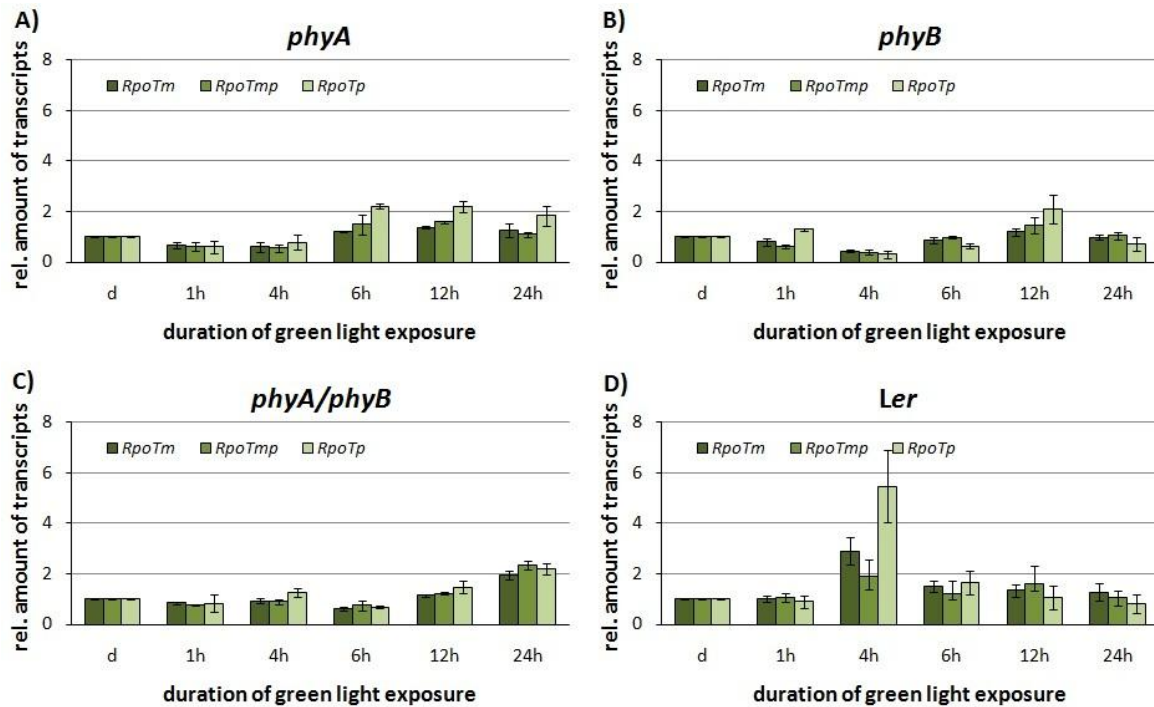 A)
phyA
rel. amount of transcripts
8
6
4
2
0
RpoTm RpoTmp RpoTp
d 1h 4h 6h 12h 24h
duration of green light exposure
B)
phyB
rel. amount of transcripts
8
6
4
2
0
RpoTm RpoTmp RpoTp
d 1h 4h 6h 12h 24h
duration of green light exposure
C)
phyA/phyB
rel. amount of transcripts
8
6
4
2
0
RpoTm RpoTmp RpoTp
d 1h 4h 6h 12h 24h
duration of green light exposure
D)
Ler
rel. amount of transcripts
8
6
4
2
0
RpoTm RpoTmp RpoTp
d 1h 4h 6h 12h 24h
duration of green light exposure